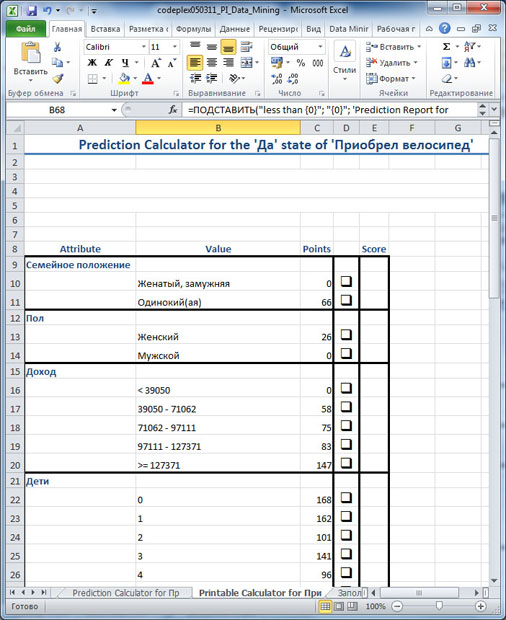 codeplex050311_PI_Data_Mining - Microsoft Excel
Файл Главная Вставка Разметка с Формулы Данные Рецензирс Вид Data Minir Рабочая г
Вставить
Calibri 11
Ж К Ч
Общий
% 000
Стили
Вставить
Удалить
Формат
Буфер обмена Шрифт Выравнивание Число Ячейки Редактирование
B68 fx =ПОДСТАВИТЬ("less than {0}"; "{0}"; 'Prediction Report for
A B C D E F G
1 Prediction Calculator for the 'Да' state of 'Приобрел велосипед'
2
3
4
5
6
7
8 Attribute Value Points Score
9 Семейное положение
10 Женатый, замужняя 0
11 Одинокий(ая) 66
12 Пол
13 Женский 26
14 Мужской 0
15 Доход
16 < 39050 0
17 39050 - 71062 58
18 71062 - 97111 75
19 97111 - 127371 83
20 >= 127371 147
21 Дети
22 0 168
23 1 162
24 2 101
25 3 141
26 4 96
Prediction Calculator for Пр Printable Calculator for При Запол
Готово 100%